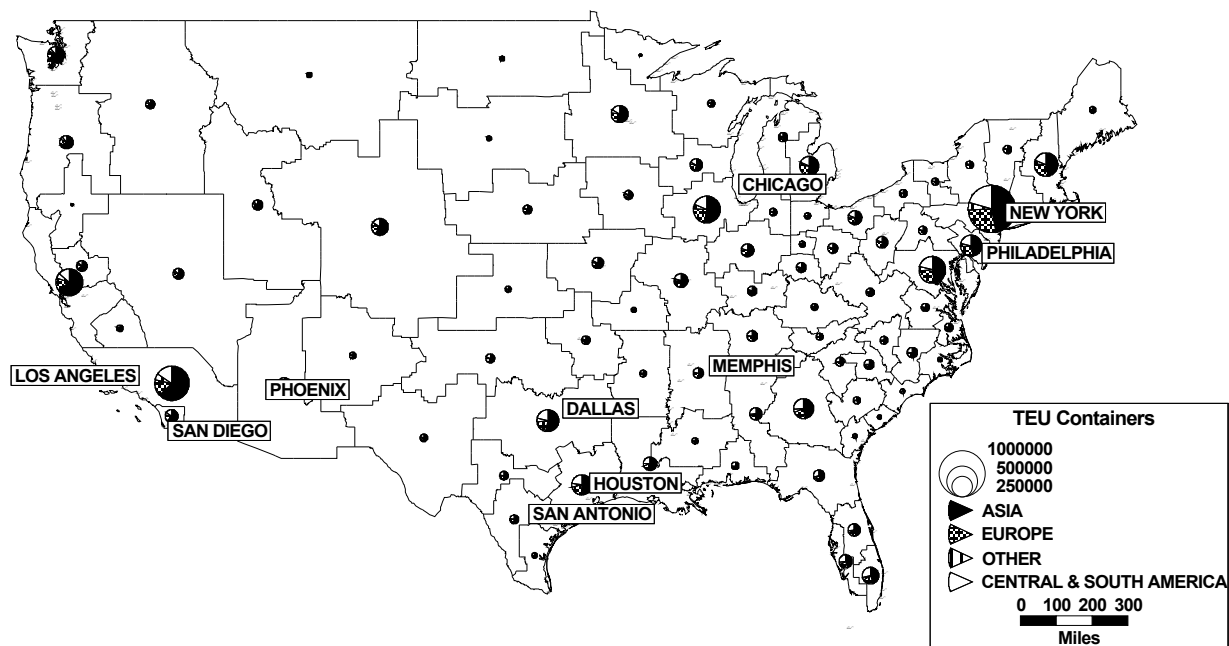 CHICAGO
NEW YORK
PHILADELPHIA
LOS ANGELES
PHOENIX
MEMPHIS
DALLAS
SAN DIEGO
HOUSTON
SAN ANTONIO
TEU Containers
1000000
500000
250000
ASIA
EUROPE
OTHER
CENTRAL & SOUTH AMERICA
0 100 200 300
Miles